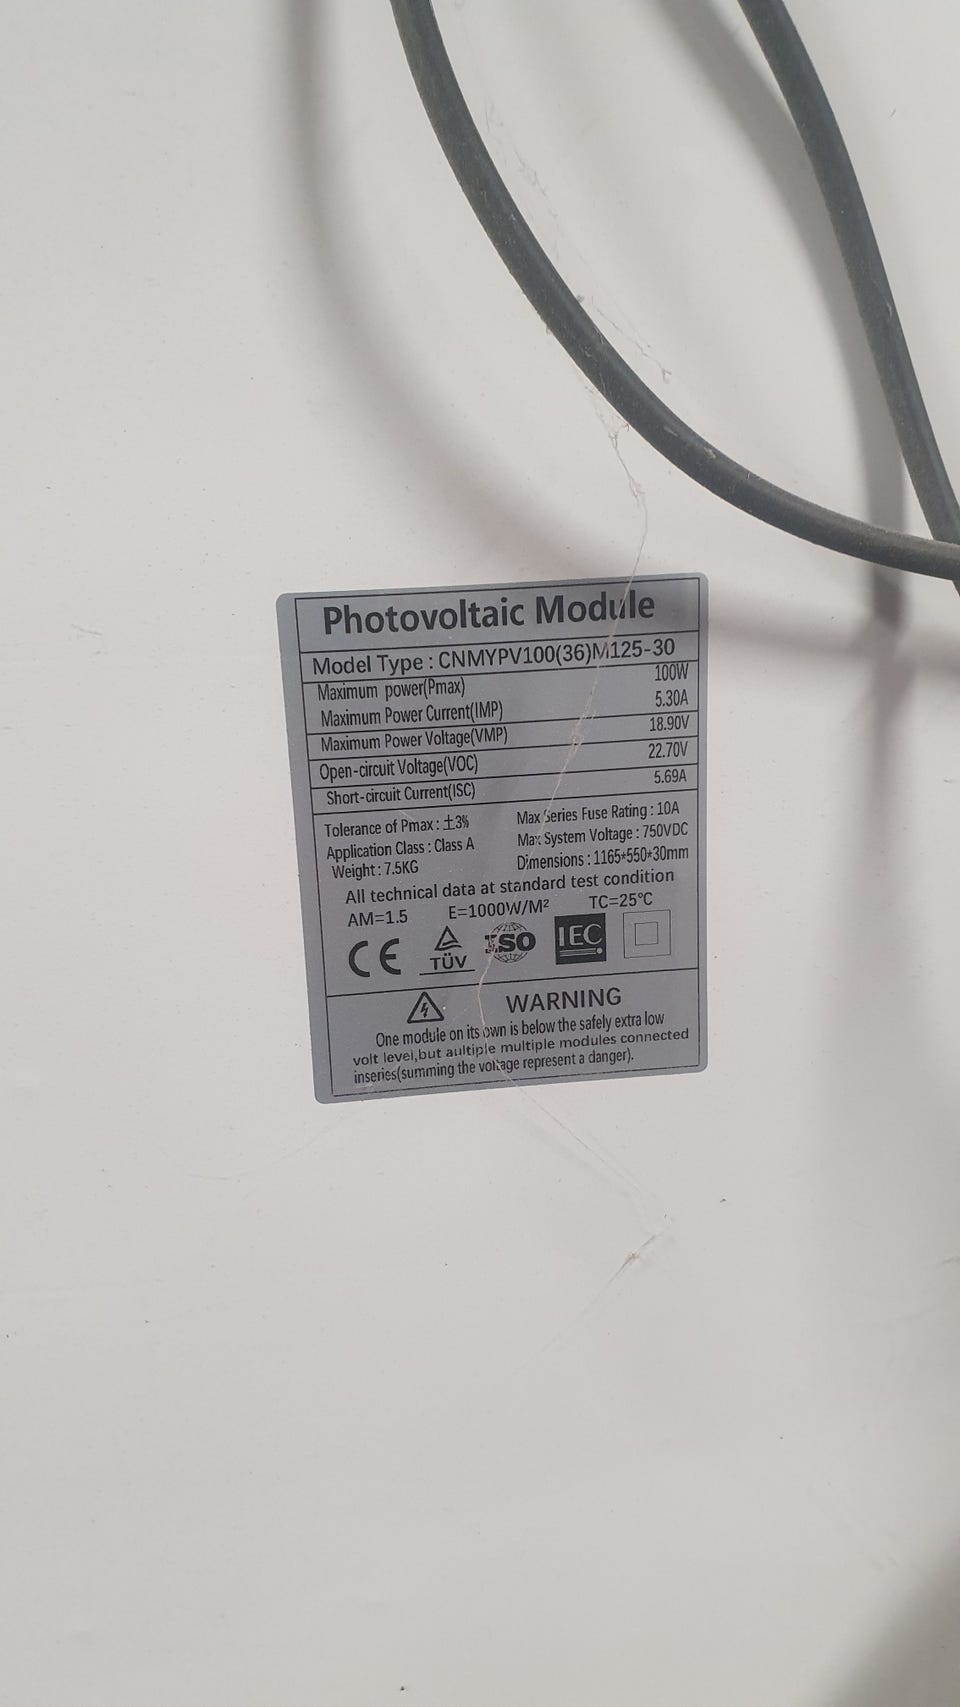 Photovoltaic Module
Model Type : CNMYPV100(36)M125-30
Maximum power(Pmax) 100W
Maximum Power Current(IMP) 5.30A
Maximum Power Voltage(VMP) 18.90V
Open-circuit Voltage(VOC) 22.70V
Short-circuit Current(ISC) 5.69A
Tolerance of Pmax : ±3% Max Series Fuse Rating : 10A
Application Class : Class A Max System Voltage : 750VDC
Weight : 7.5KG Dimensions : 1165*550*30mm
All technical data at standard test condition
AM=1.5 E=1000W/M² TC=25℃
CE TÜV ISO IEC
WARNING
One module on its own is below the safely extra low
volt level,but aultiple multiple modules connected
inseries(summing the voltage represent a danger).